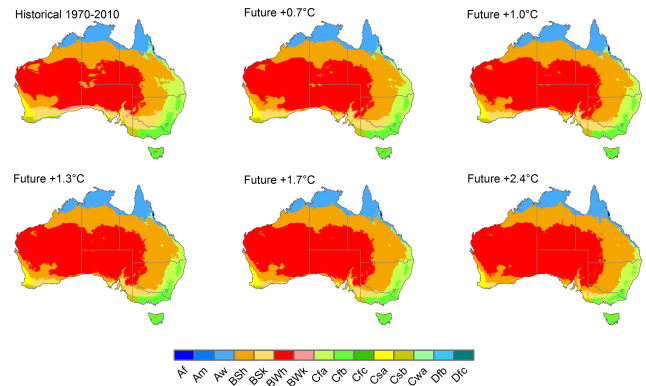 Historical 1970-2010
Future +0.7°C
Future +1.0°C
Future +1.3°C
Future +1.7°C
Future +2.4°C
Af Am Aw BSh BSk BWh BWk Cfa Cfb Cfc Csa Csb Cwa Dfb Dfc